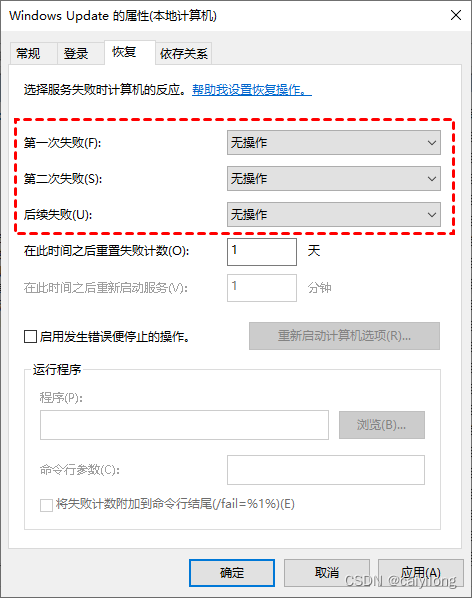 Windows Update 的属性(本地计算机)
常规 登录 恢复 依存关系
选择服务失败时计算机的反应。帮助我设置恢复操作。
第一次失败(F): 无操作
第二次失败(S): 无操作
后续失败(U): 无操作
在此时间之后重置失败计数(O): 1 天
在此时间之后重新启动服务(V): 1 分钟
启用发生错误便停止的操作。 重新启动计算机选项(R)...
运行程序
程序(P):
浏览(B)...
命令行参数(C):
将失败计数附加到命令行结尾(/fail=%1%)(E)
确定 取消 应用(A)
CSDN @caiyilong